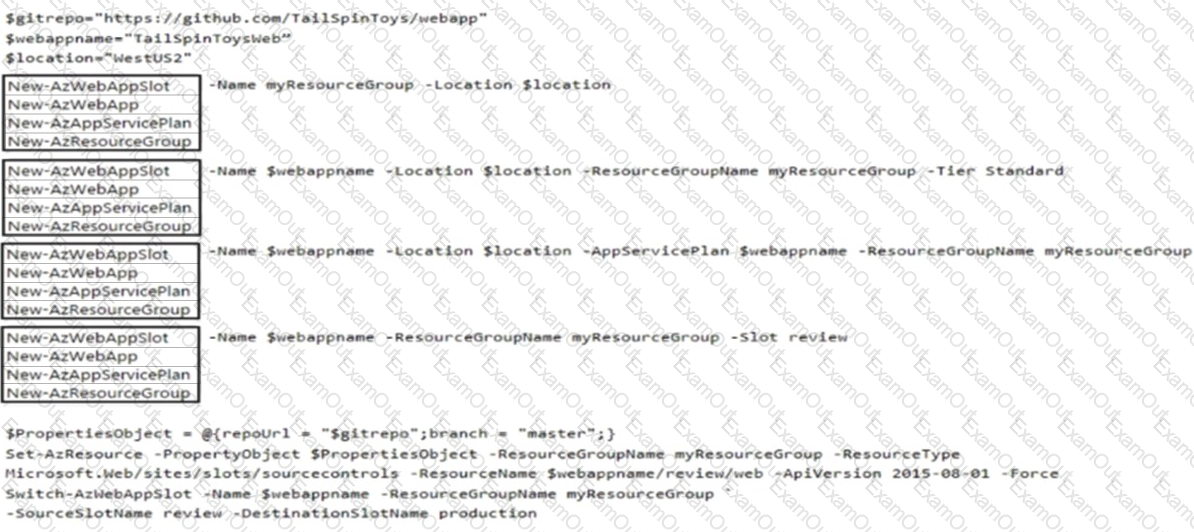 $gitrepo="https://github.com/TailSpinToys/webapp"
$webappname="TailSpinToysWeb"
$location="WestUS2"
New-AzWebAppSlot -Name myResourceGroup -Location $location
New-AzWebApp
New-AzAppServicePlan
New-AzResourceGroup
New-AzWebAppSlot -Name $webappname -Location $location -ResourceGroupName myResourceGroup -Tier Standard
New-AzWebApp
New-AzAppServicePlan
New-AzResourceGroup
New-AzWebAppSlot -Name $webappname -Location $location -AppServicePlan $webappname -ResourceGroupName myResourceGroup
New-AzWebApp
New-AzAppServicePlan
New-AzResourceGroup
New-AzWebAppSlot -Name $webappname -ResourceGroupName myResourceGroup -Slot review
New-AzWebApp
New-AzAppServicePlan
New-AzResourceGroup
$PropertiesObject = @{repoUrl = "$gitrepo";branch = "master";}
Set-AzResource -PropertyObject $PropertiesObject -ResourceGroupName myResourceGroup -ResourceType
Microsoft.Web/sites/slots/sourcecontrols -ResourceName $webappname/review/web -ApiVersion 2015-08-01 -Force
Switch-AzWebAppSlot -Name $webappname -ResourceGroupName myResourceGroup `
-SourceSlotName review -DestinationSlotName production